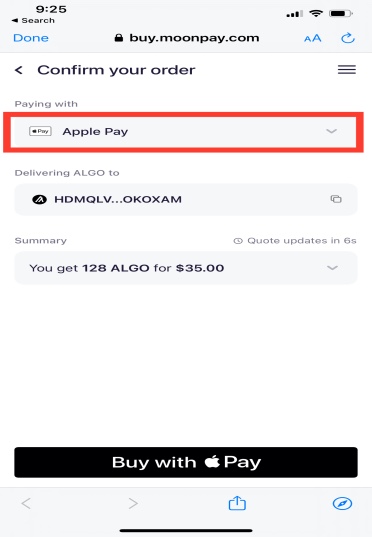 9:25
Search
Done
buy.moonpay.com
AA
Confirm your order
Paying with
Pay Apple Pay
Delivering ALGO to
HDMQLV...OKOXAM
Summary
Quote updates in 6s
You get 128 ALGO for $35.00
Buy with Pay